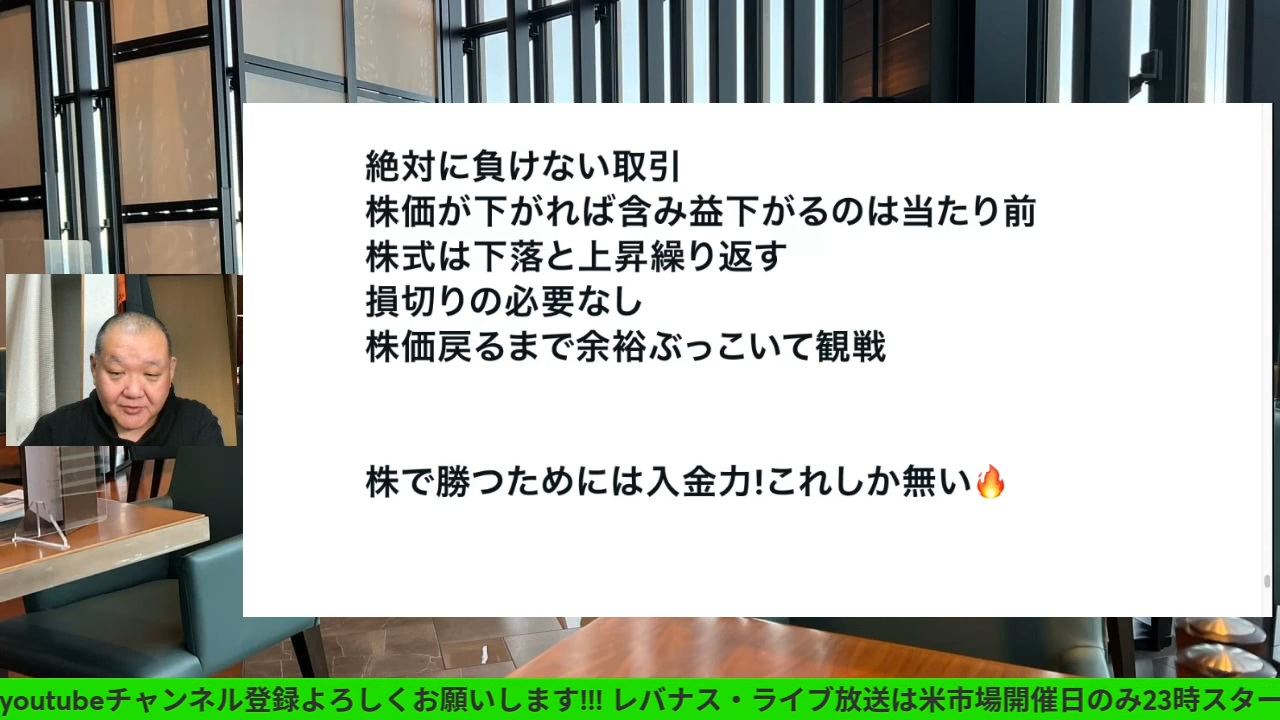 絶対に負けない取引
株価が下がれば含み益下がるのは当たり前
株式は下落と上昇繰り返す
損切りの必要なし
株価戻るまで余裕ぶっこいて観戦
株で勝つためには入金力!これしか無い🔥
youtubeチャンネル登録よろしくお願いします!!! レバナス・ライブ放送は米市場開催日のみ23時スター